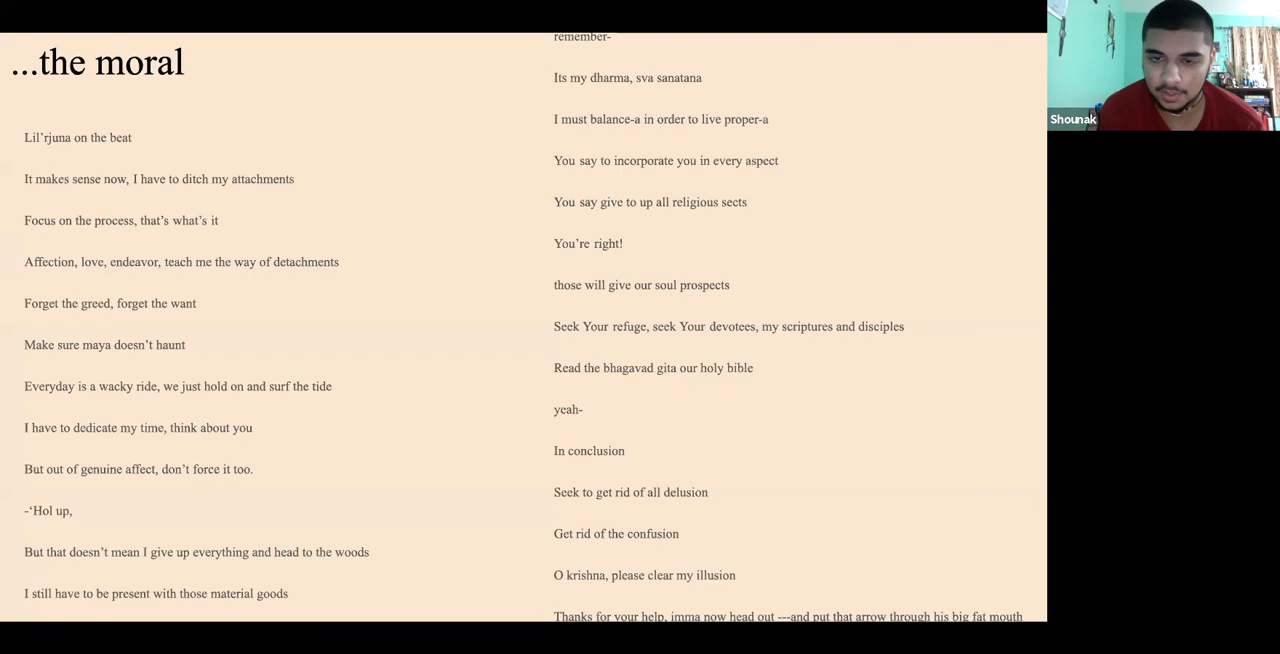 ...the moral
Lil’rjuna on the beat
It makes sense now, I have to ditch my attachments
Focus on the process, that’s what’s it
Affection, love, endeavor, teach me the way of detachments
Forget the greed, forget the want
Make sure maya doesn’t haunt
Everyday is a wacky ride, we just hold on and surf the tide
I have to dedicate my time, think about you
But out of genuine affect, don’t force it too.
-‘Hol up,
But that doesn’t mean I give up everything and head to the woods
I still have to be present with those material goods
remember-
Its my dharma, sva sanatana
I must balance-a in order to live proper-a
You say to incorporate you in every aspect
You say give to up all religious sects
You’re right!
those will give our soul prospects
Seek Your refuge, seek Your devotees, my scriptures and disciples
Read the bhagavad gita our holy bible
yeah-
In conclusion
Seek to get rid of all delusion
Get rid of the confusion
O krishna, please clear my illusion
Thanks for your help, imma now head out ---and put that arrow through his big fat mouth
Shounak